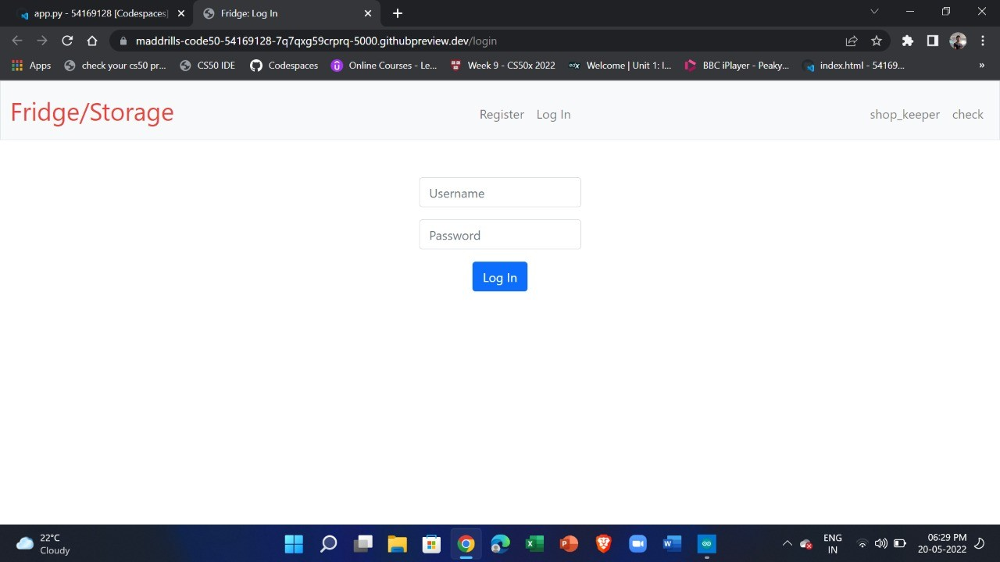 app.py - 54169128 [Codespaces]
Fridge: Log In
maddrills-code50-54169128-7q7qxg59crprq-5000.githubpreview.dev/login
Apps
check your cs50 pr...
CS50 IDE
Codespaces
Online Courses - Le...
Week 9 - CS50x 2022
edX
Welcome | Unit 1: I...
BBC iPlayer - Peaky...
index.html - 54169...
»
Fridge/Storage
Register
Log In
shop_keeper
check
Username
Password
Log In
22°C
Cloudy
ENG
IN
06:29 PM
20-05-2022